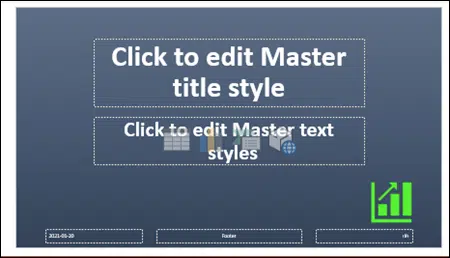 Click to edit Master
title style
Click to edit Master text
styles
2021-05-20
Footer
‹#›